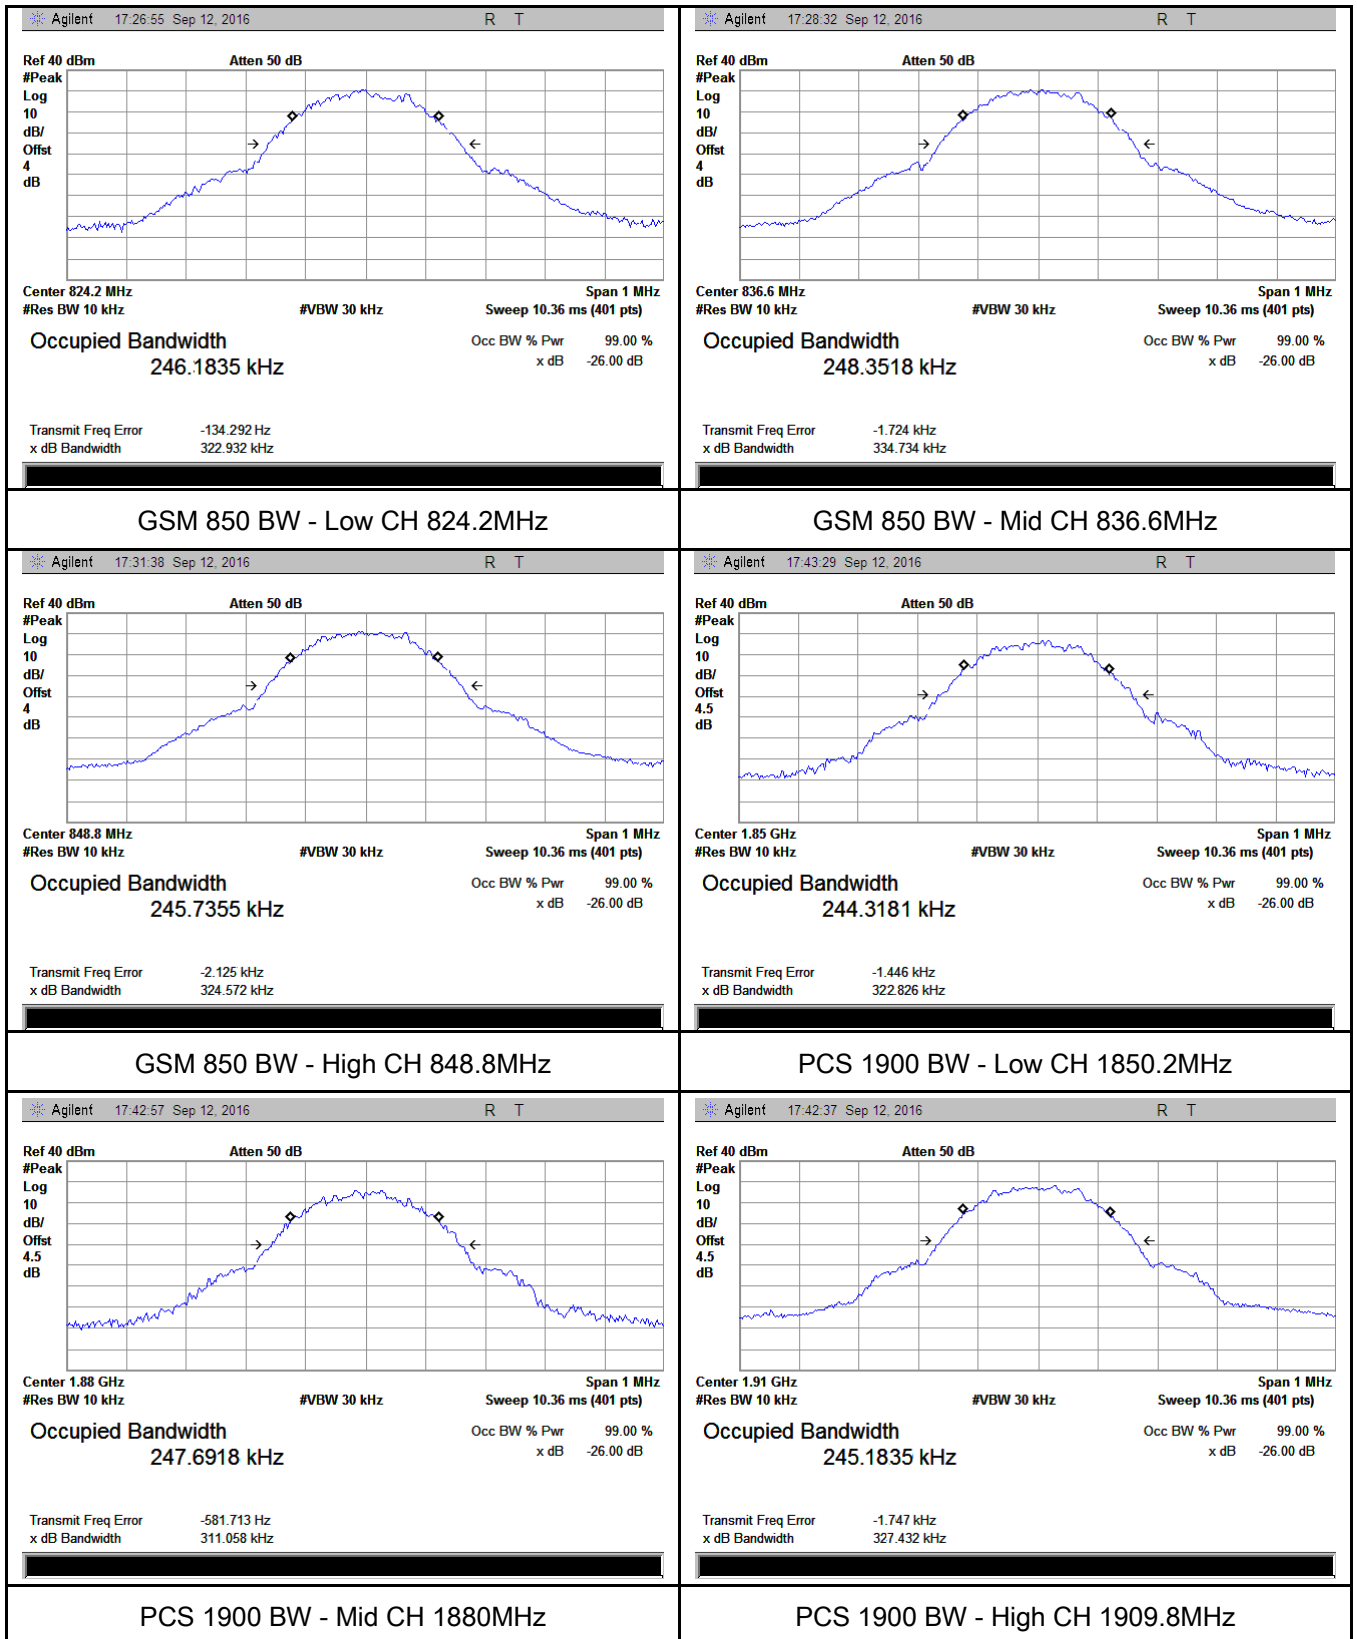 Agilent 17:26:55 Sep 12, 2016 R T
Ref 40 dBm Atten 50 dB
#Peak
Log
10
dB/
Offst
4
dB
Center 824.2 MHz Span 1 MHz
#Res BW 10 kHz #VBW 30 kHz Sweep 10.36 ms (401 pts)
Occupied Bandwidth Occ BW % Pwr 99.00 %
246.1835 kHz x dB -26.00 dB
Transmit Freq Error -134.292 Hz
x dB Bandwidth 322.932 kHz
GSM 850 BW - Low CH 824.2MHz
Agilent 17:28:32 Sep 12, 2016 R T
Ref 40 dBm Atten 50 dB
#Peak
Log
10
dB/
Offst
4
dB
Center 836.6 MHz Span 1 MHz
#Res BW 10 kHz #VBW 30 kHz Sweep 10.36 ms (401 pts)
Occupied Bandwidth Occ BW % Pwr 99.00 %
248.3518 kHz x dB -26.00 dB
Transmit Freq Error -1.724 kHz
x dB Bandwidth 334.734 kHz
GSM 850 BW - Mid CH 836.6MHz
Agilent 17:31:38 Sep 12, 2016 R T
Ref 40 dBm Atten 50 dB
#Peak
Log
10
dB/
Offst
4
dB
Center 848.8 MHz Span 1 MHz
#Res BW 10 kHz #VBW 30 kHz Sweep 10.36 ms (401 pts)
Occupied Bandwidth Occ BW % Pwr 99.00 %
245.7355 kHz x dB -26.00 dB
Transmit Freq Error -2.125 kHz
x dB Bandwidth 324.572 kHz
GSM 850 BW - High CH 848.8MHz
Agilent 17:43:29 Sep 12, 2016 R T
Ref 40 dBm Atten 50 dB
#Peak
Log
10
dB/
Offst
4.5
dB
Center 1.85 GHz Span 1 MHz
#Res BW 10 kHz #VBW 30 kHz Sweep 10.36 ms (401 pts)
Occupied Bandwidth Occ BW % Pwr 99.00 %
244.3181 kHz x dB -26.00 dB
Transmit Freq Error -1.446 kHz
x dB Bandwidth 322.826 kHz
PCS 1900 BW - Low CH 1850.2MHz
Agilent 17:42:57 Sep 12, 2016 R T
Ref 40 dBm Atten 50 dB
#Peak
Log
10
dB/
Offst
4.5
dB
Center 1.88 GHz Span 1 MHz
#Res BW 10 kHz #VBW 30 kHz Sweep 10.36 ms (401 pts)
Occupied Bandwidth Occ BW % Pwr 99.00 %
247.6918 kHz x dB -26.00 dB
Transmit Freq Error -581.713 Hz
x dB Bandwidth 311.058 kHz
PCS 1900 BW - Mid CH 1880MHz
Agilent 17:42:37 Sep 12, 2016 R T
Ref 40 dBm Atten 50 dB
#Peak
Log
10
dB/
Offst
4.5
dB
Center 1.91 GHz Span 1 MHz
#Res BW 10 kHz #VBW 30 kHz Sweep 10.36 ms (401 pts)
Occupied Bandwidth Occ BW % Pwr 99.00 %
245.1835 kHz x dB -26.00 dB
Transmit Freq Error -1.747 kHz
x dB Bandwidth 327.432 kHz
PCS 1900 BW - High CH 1909.8MHz